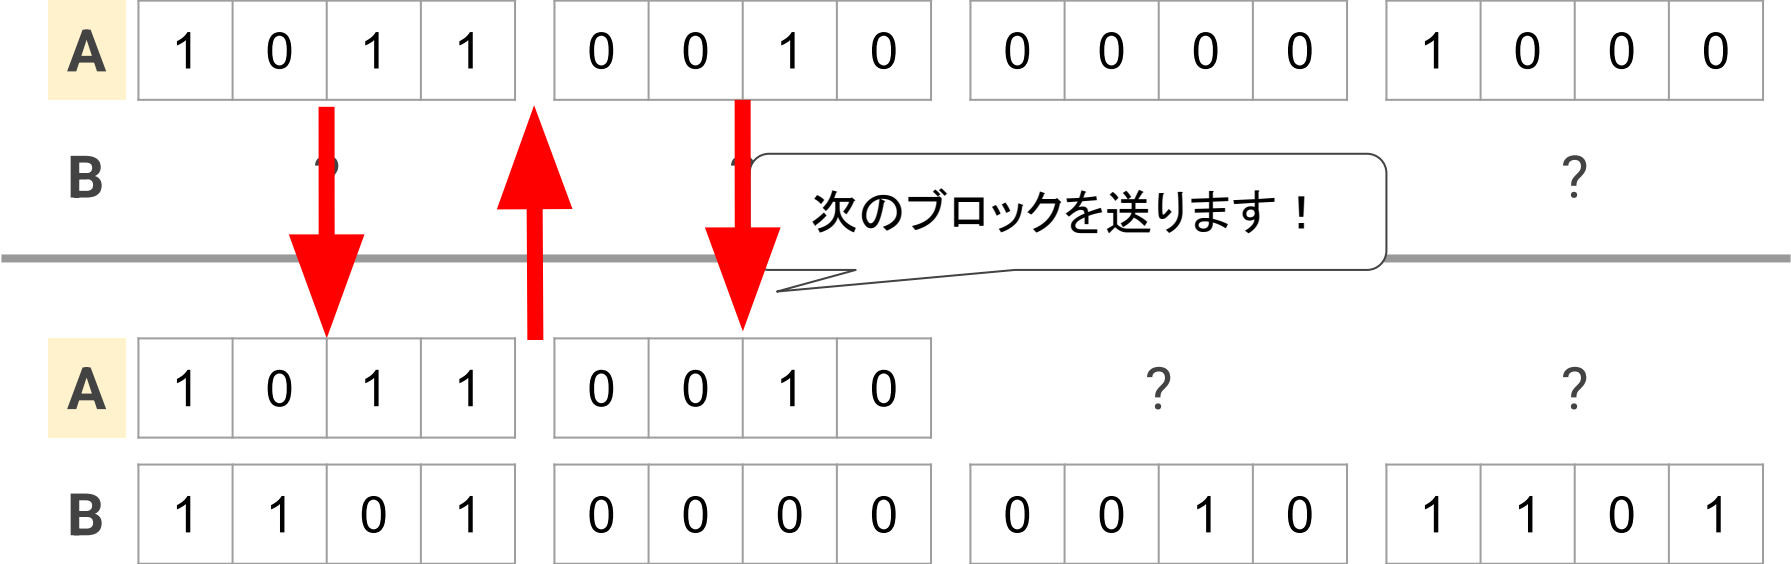 A 1 0 1 1 0 0 1 0 0 0 0 0 1 0 0 0
B ? ? ?
次のブロックを送ります！
A 1 0 1 1 0 0 1 0 ? ?
B 1 1 0 1 0 0 0 0 0 0 1 0 1 1 0 1